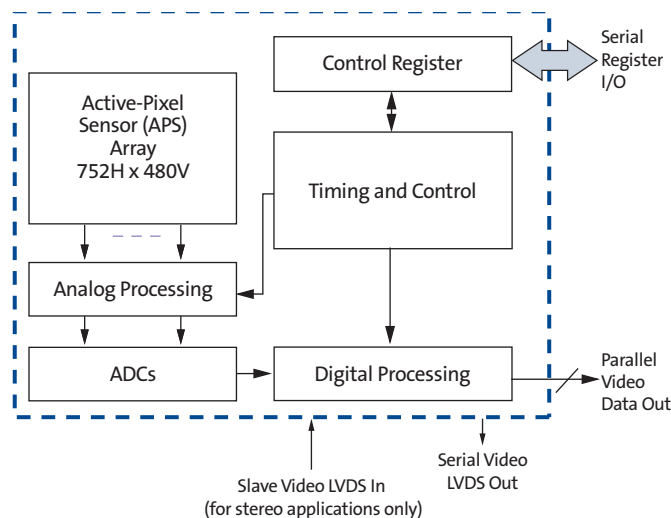 Control Register
Serial
Register
I/O
Active-Pixel
Sensor (APS)
Array
752H x 480V
Timing and Control
Analog Processing
ADCs
Digital Processing
Parallel
Video
Data Out
Slave Video LVDS In
(for stereo applications only)
Serial Video
LVDS Out